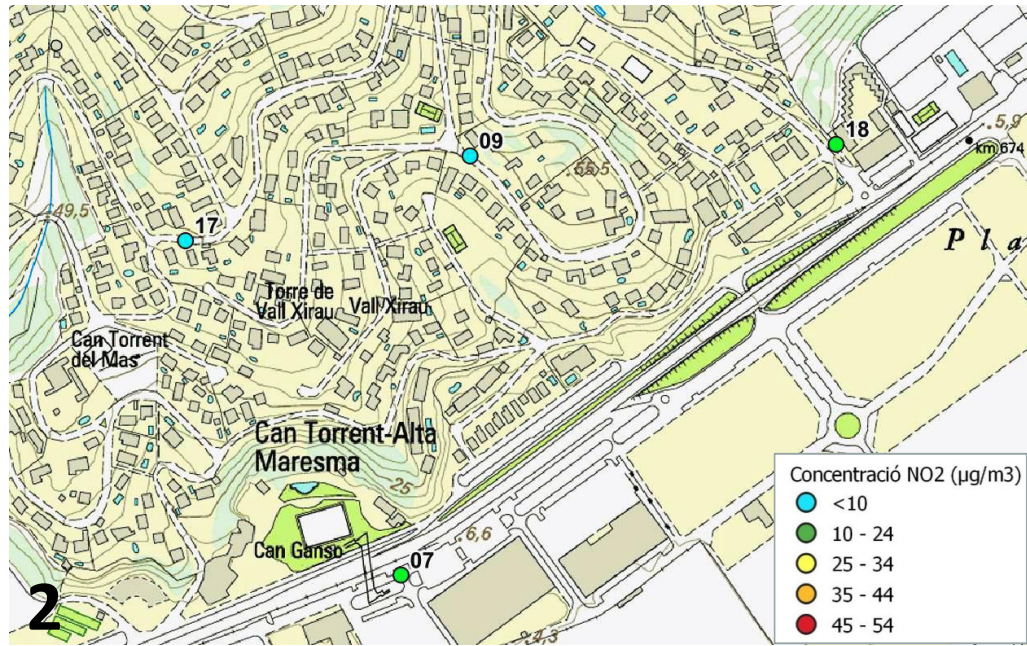 18
5,9
km 674
09
55,5
17
49,5
P l a
Torre de
Vall Xirau
Vall Xirau
Can Torrent
del Mas
Can Torrent-Alta
Maresma
25
Can Ganso
6,6
07
4,3
2
Concentració NO2 (µg/m3)
<10
10 - 24
25 - 34
35 - 44
45 - 54